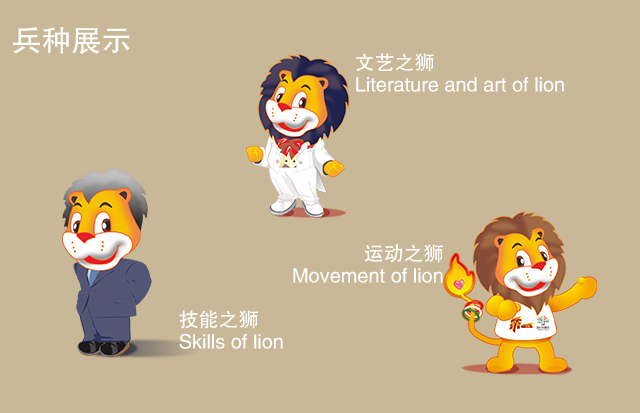 兵种展示
文艺之狮
Literature and art of lion
运动之狮
Movement of lion
技能之狮
Skills of lion